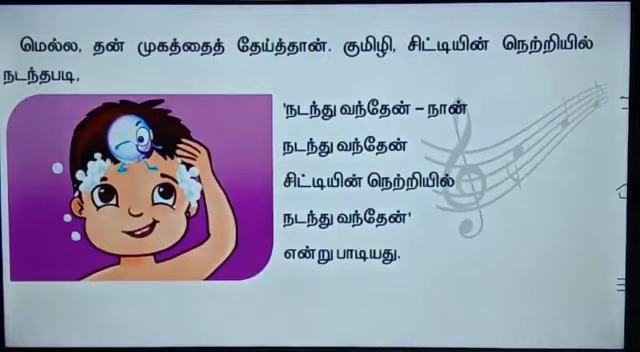 மெல்ல, தன் முகத்தைத் தேய்த்தான். குமிழி, சிட்டியின் நெற்றியில்
நடந்தபடி,
'நடந்து வந்தேன் – நான்
நடந்து வந்தேன்
சிட்டியின் நெற்றியில்
நடந்து வந்தேன்'
என்று பாடியது.